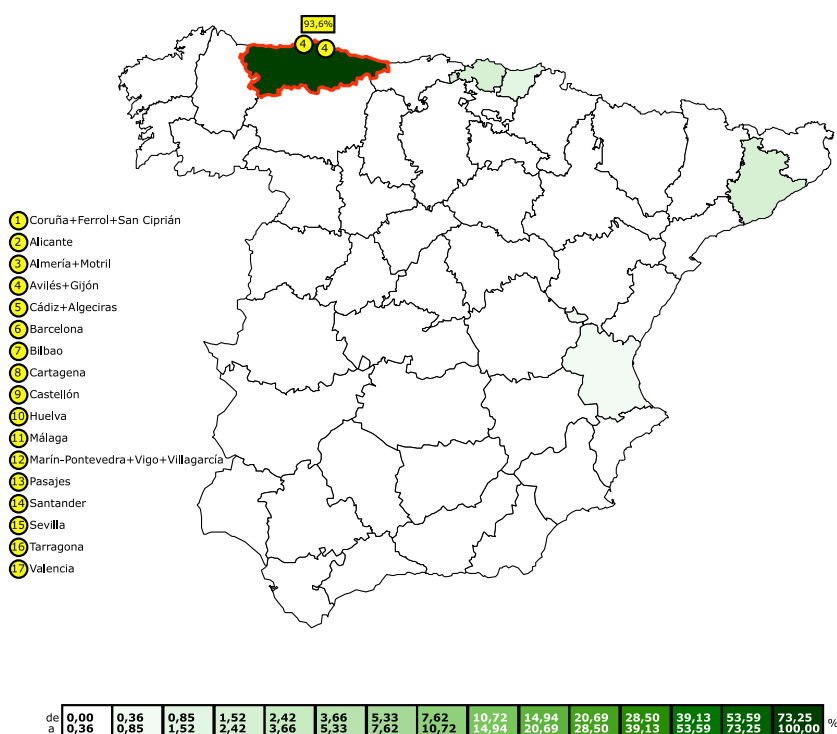 93,6%
4 4
1 Coruña+Ferrol+San Ciprián
2 Alicante
3 Almería+Motril
4 Avilés+Gijón
5 Cádiz+Algeciras
6 Barcelona
7 Bilbao
8 Cartagena
9 Castellón
10 Huelva
11 Málaga
12 Marín-Pontevedra+Vigo+Villagarcía
13 Pasajes
14 Santander
15 Sevilla
16 Tarragona
17 Valencia
de 0,00 0,36 0,85 1,52 2,42 3,66 5,33 7,62 10,72 14,94 20,69 28,50 39,13 53,59 73,25 %
a 0,36 0,85 1,52 2,42 3,66 5,33 7,62 10,72 14,94 20,69 28,50 39,13 53,59 73,25 100,00